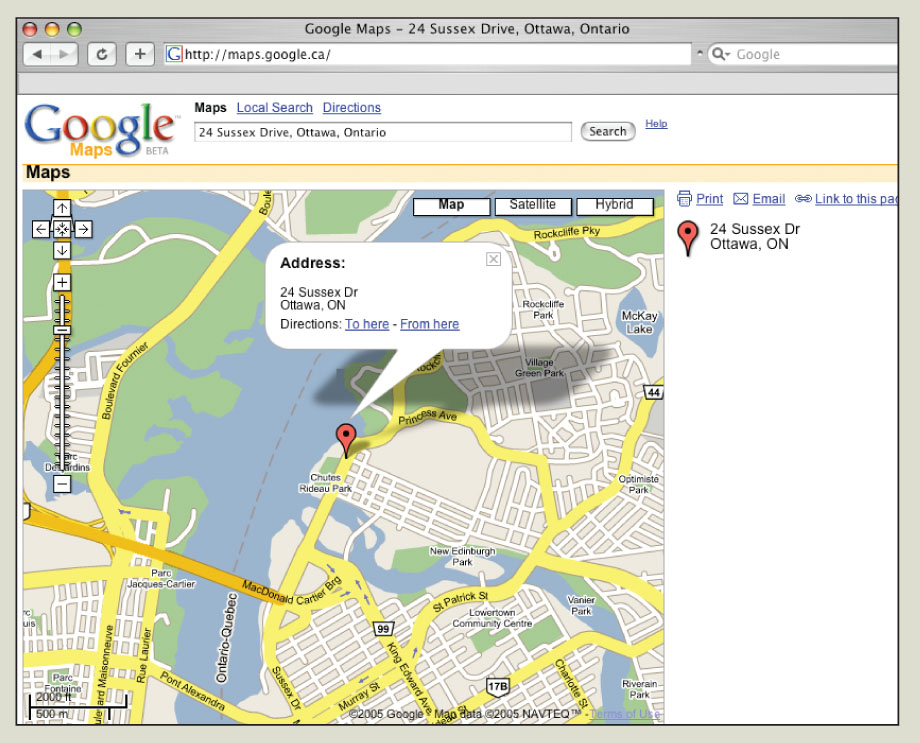 Google Maps – 24 Sussex Drive, Ottawa, Ontario
http://maps.google.ca/
Google
Google™
Maps BETA
Maps Local Search Directions
24 Sussex Drive, Ottawa, Ontario
Search
Help
Maps
Print Email Link to this pag
Map Satellite Hybrid
24 Sussex Dr
Ottawa, ON
Address:
24 Sussex Dr
Ottawa, ON
Directions: To here - From here
Boule
Rockcliffe Pky
Rockcliffe
Park
McKay
Lake
Boulevard Fournier
Rockcl
Village
Green Park
44
Princess Ave
Parc
Desjardins
Chutes
Rideau Park
Optimiste
Park
New Edinburgh
Park
Parc
Jacques-Cartier
MacDonald Cartier Brg
Ontario-Quebec
St Patrick St
Vanier
Park
Lowertown
Community Centre
99
Rue Laurier
King Edward Ave
Parc
Fontaine
Pont Alexandra
Sussex Dr
Murray St
17B
Charlotte St
Riverain
Park
2000 ft
500 m
©2005 Google - Map data ©2005 NAVTEQ™ - Terms of Use